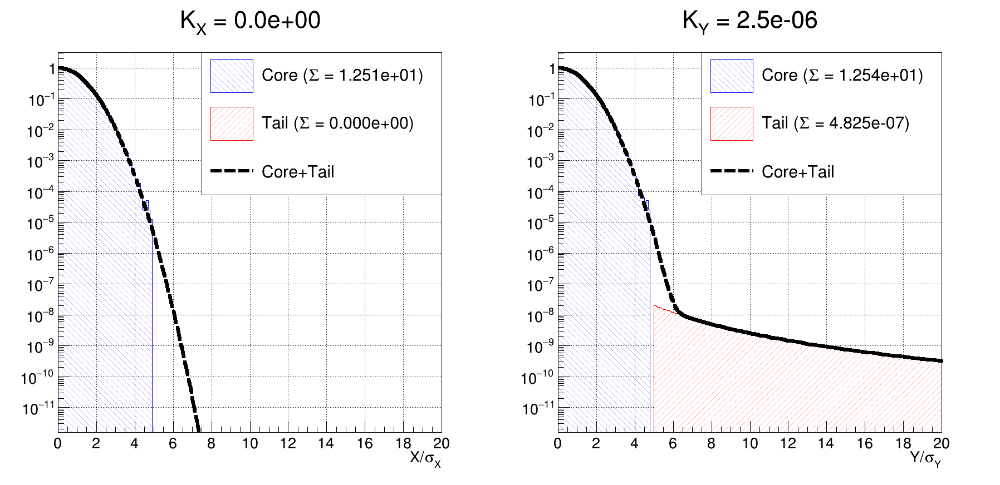 K_X = 0.0e+00
Core (Σ = 1.251e+01)
Tail (Σ = 0.000e+00)
Core+Tail
1
10⁻¹
10⁻²
10⁻³
10⁻⁴
10⁻⁵
10⁻⁶
10⁻⁷
10⁻⁸
10⁻⁹
10⁻¹⁰
10⁻¹¹
0 2 4 6 8 10 12 14 16 18 20
X/σ_X
K_Y = 2.5e-06
Core (Σ = 1.254e+01)
Tail (Σ = 4.825e-07)
Core+Tail
1
10⁻¹
10⁻²
10⁻³
10⁻⁴
10⁻⁵
10⁻⁶
10⁻⁷
10⁻⁸
10⁻⁹
10⁻¹⁰
10⁻¹¹
0 2 4 6 8 10 12 14 16 18 20
Y/σ_Y